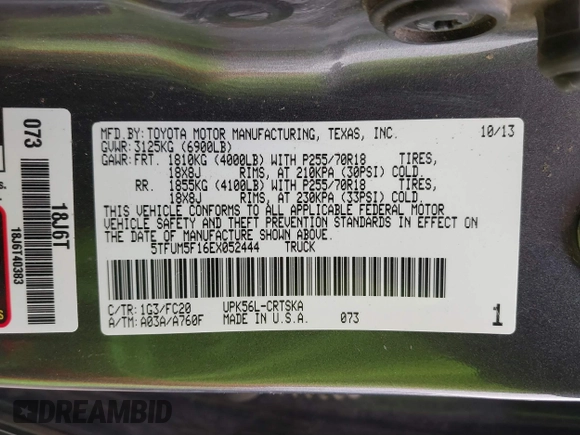 MFD. BY: TOYOTA MOTOR MANUFACTURING, TEXAS, INC. 10/13
GVWR: 3125KG (6900LB)
GAWR: FRT. 1810KG (4000LB) WITH P255/70R18 TIRES,
18X8J RIMS, AT 210KPA (30PSI) COLD.
RR. 1855KG (4100LB) WITH P255/70R18 TIRES,
18X8J RIMS, AT 230KPA (33PSI) COLD.
THIS VEHICLE CONFORMS TO ALL APPLICABLE FEDERAL MOTOR
VEHICLE SAFETY AND THEFT PREVENTION STANDARDS IN EFFECT ON
THE DATE OF MANUFACTURE SHOWN ABOVE.
5TFUM5F16EX052444 TRUCK
C/TR: 1G3/FC20 UPK56L-CRTSKA
A/TM: A03A/A760F MADE IN U.S.A. 073 1
073
18J6T
18J6T40383
DREAMBID